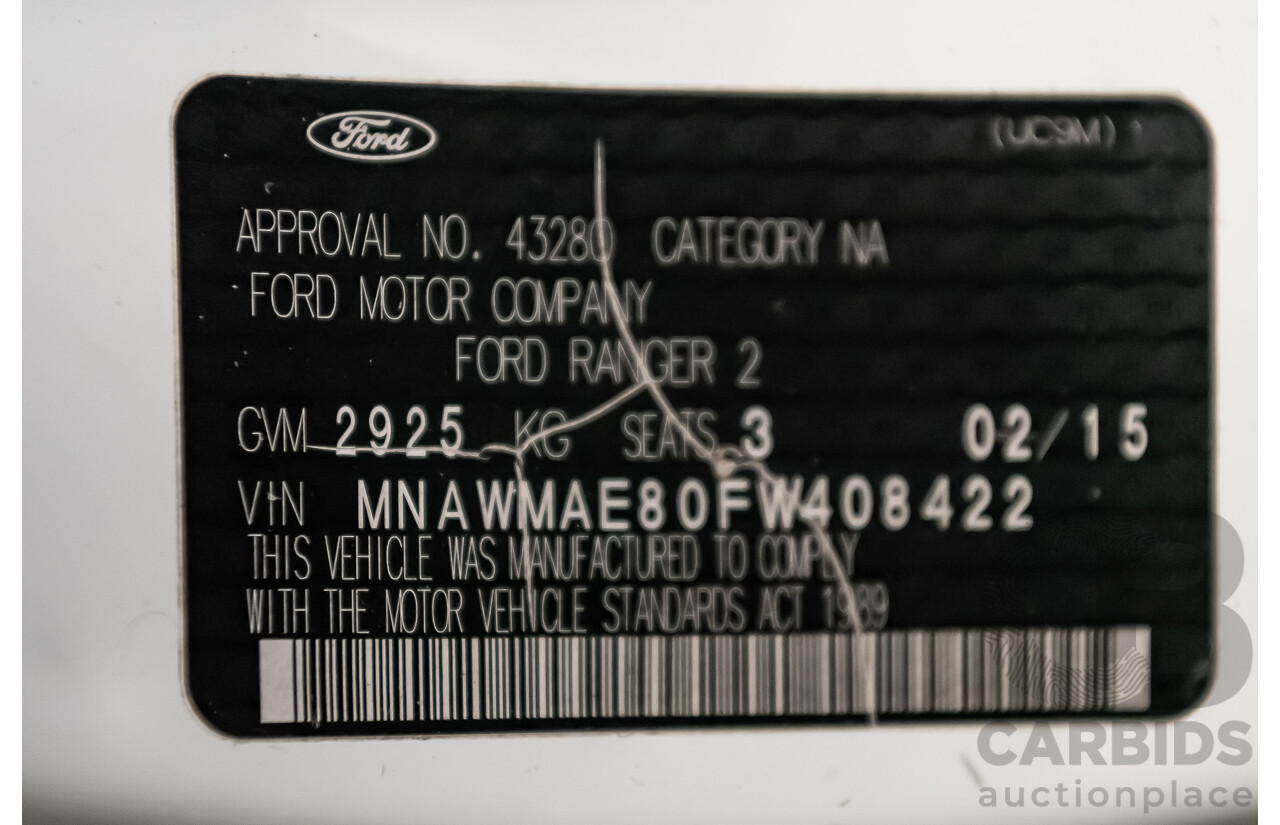 Ford (UC9M)
APPROVAL NO. 43280 CATEGORY NA
FORD MOTOR COMPANY
FORD RANGER 2
GVM 2925 KG SEATS 3 02/15
VIN MNAWMAE80FW408422
THIS VEHICLE WAS MANUFACTURED TO COMPLY
WITH THE MOTOR VEHICLE STANDARDS ACT 1989
CARBIDS
auctionplace